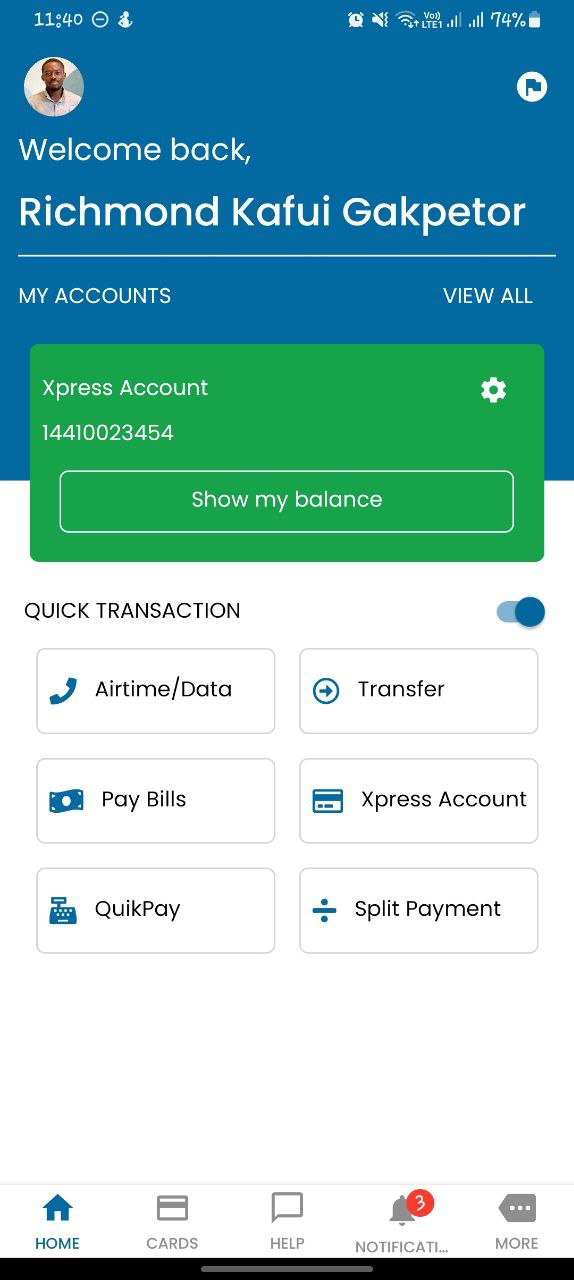 11:40 74%
Vo))
LTE1
Welcome back,
Richmond Kafui Gakpetor
MY ACCOUNTS VIEW ALL
Xpress Account
14410023454
Show my balance
QUICK TRANSACTION
Airtime/Data Transfer
Pay Bills Xpress Account
QuikPay Split Payment
3
HOME CARDS HELP NOTIFICATI... MORE